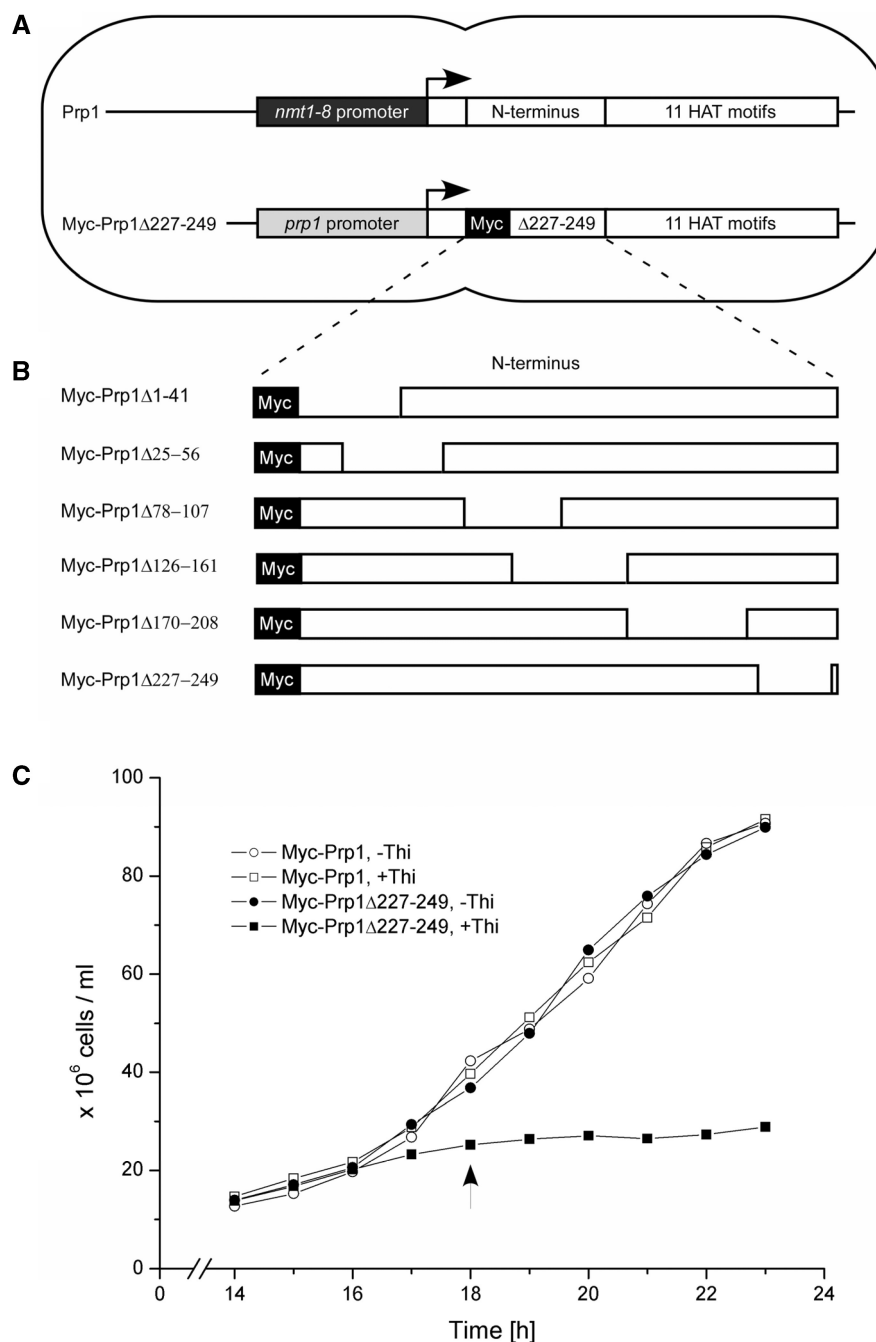 A
Prp1
nmt1-8 promoter
N-terminus
11 HAT motifs
Myc-Prp1Δ227-249
prp1 promoter
Myc
Δ227-249
11 HAT motifs
B
N-terminus
Myc-Prp1Δ1-41
Myc
Myc-Prp1Δ25–56
Myc
Myc-Prp1Δ78–107
Myc
Myc-Prp1Δ126–161
Myc
Myc-Prp1Δ170–208
Myc
Myc-Prp1Δ227–249
Myc
C
Myc-Prp1, -Thi
Myc-Prp1, +Thi
Myc-Prp1Δ227-249, -Thi
Myc-Prp1Δ227-249, +Thi
x 10⁶ cells / ml
100
80
60
40
20
0
0 14 16 18 20 22 24
Time [h]